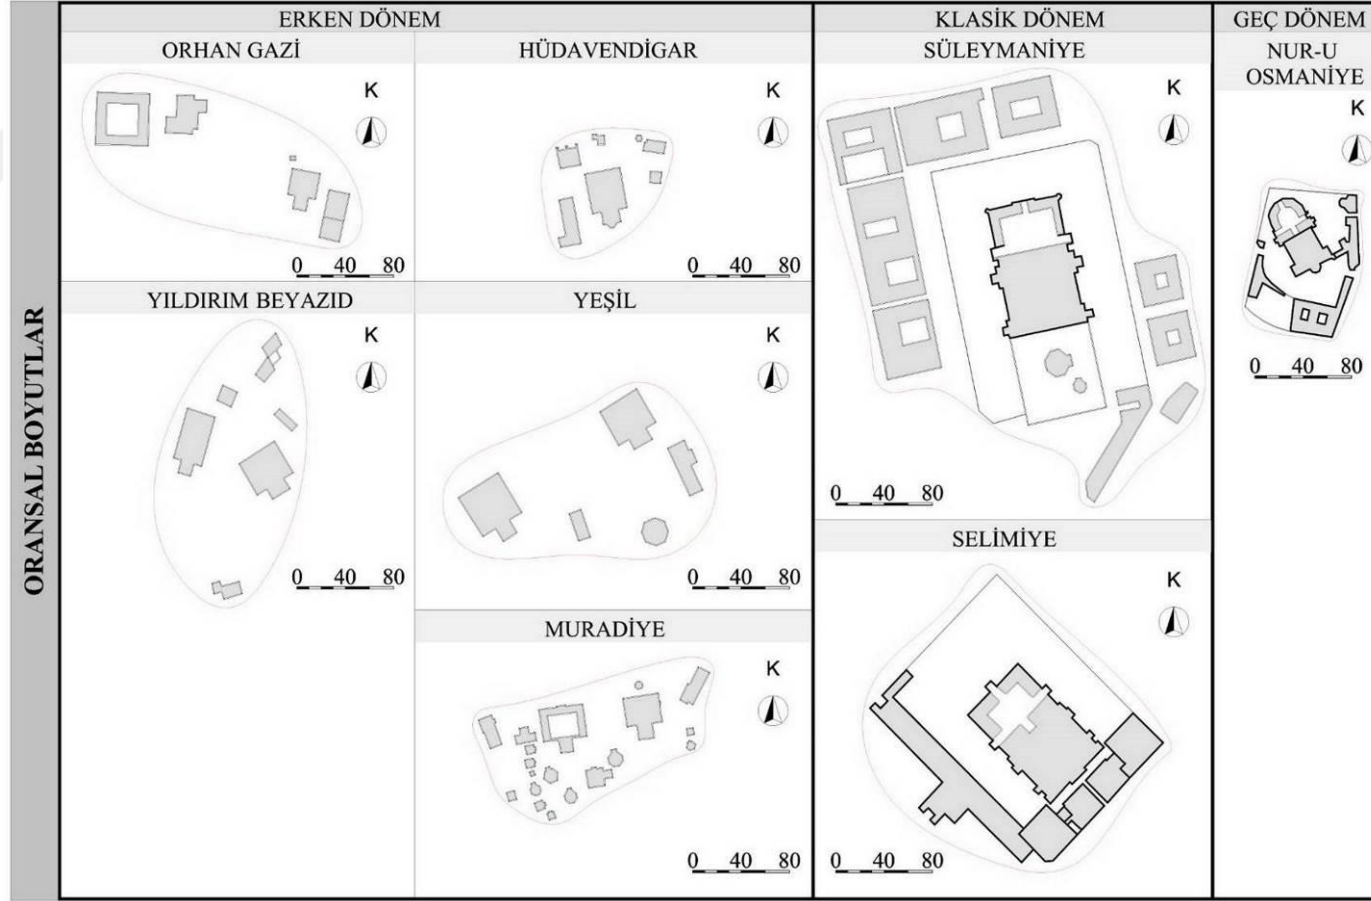 ORANSAL BOYUTLAR
ERKEN DÖNEM
ORHAN GAZİ
K
0 40 80
HÜDAVENDİGAR
K
0 40 80
YILDIRIM BEYAZID
K
0 40 80
YEŞİL
K
0 40 80
MURADİYE
K
0 40 80
KLASİK DÖNEM
SÜLEYMANİYE
K
0 40 80
SELİMİYE
K
0 40 80
GEÇ DÖNEM
NUR-U
OSMANİYE
K
0 40 80